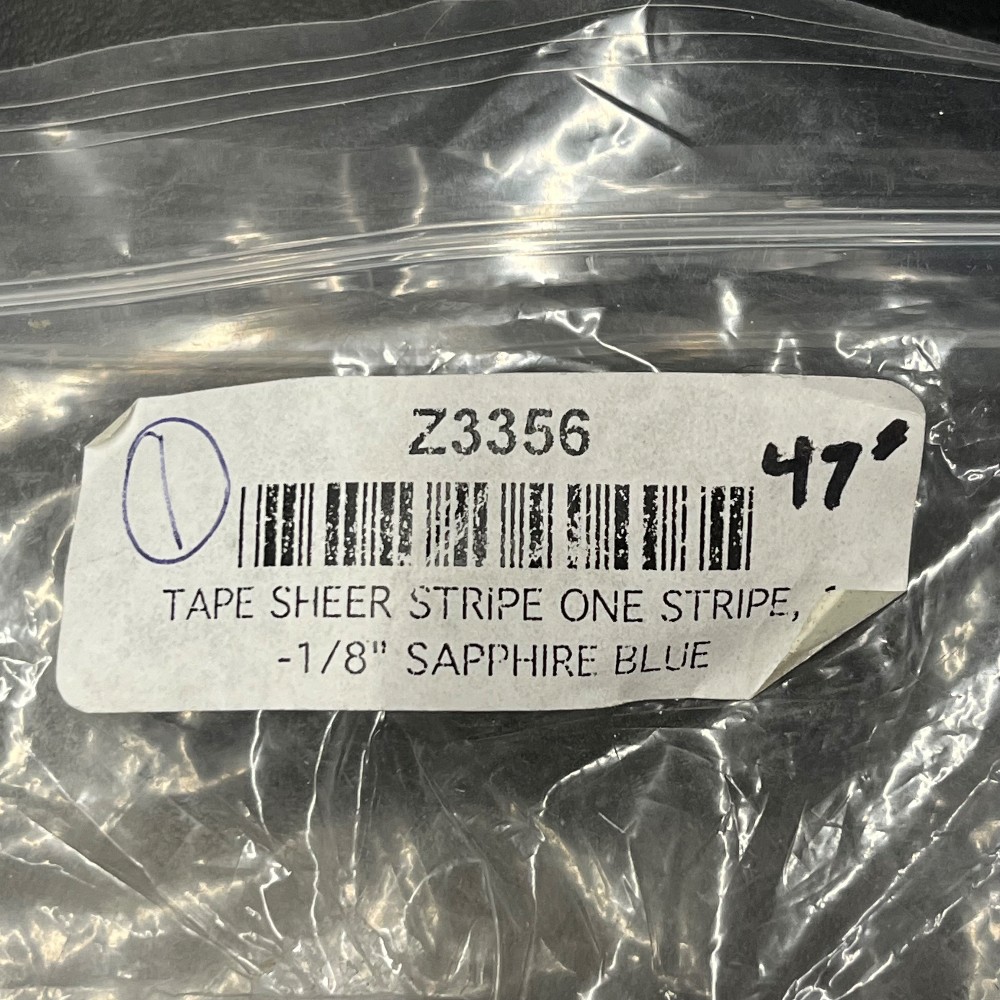 Z3356
1
47"
TAPE SHEER STRIPE ONE STRIPE,
-1/8" SAPPHIRE BLUE